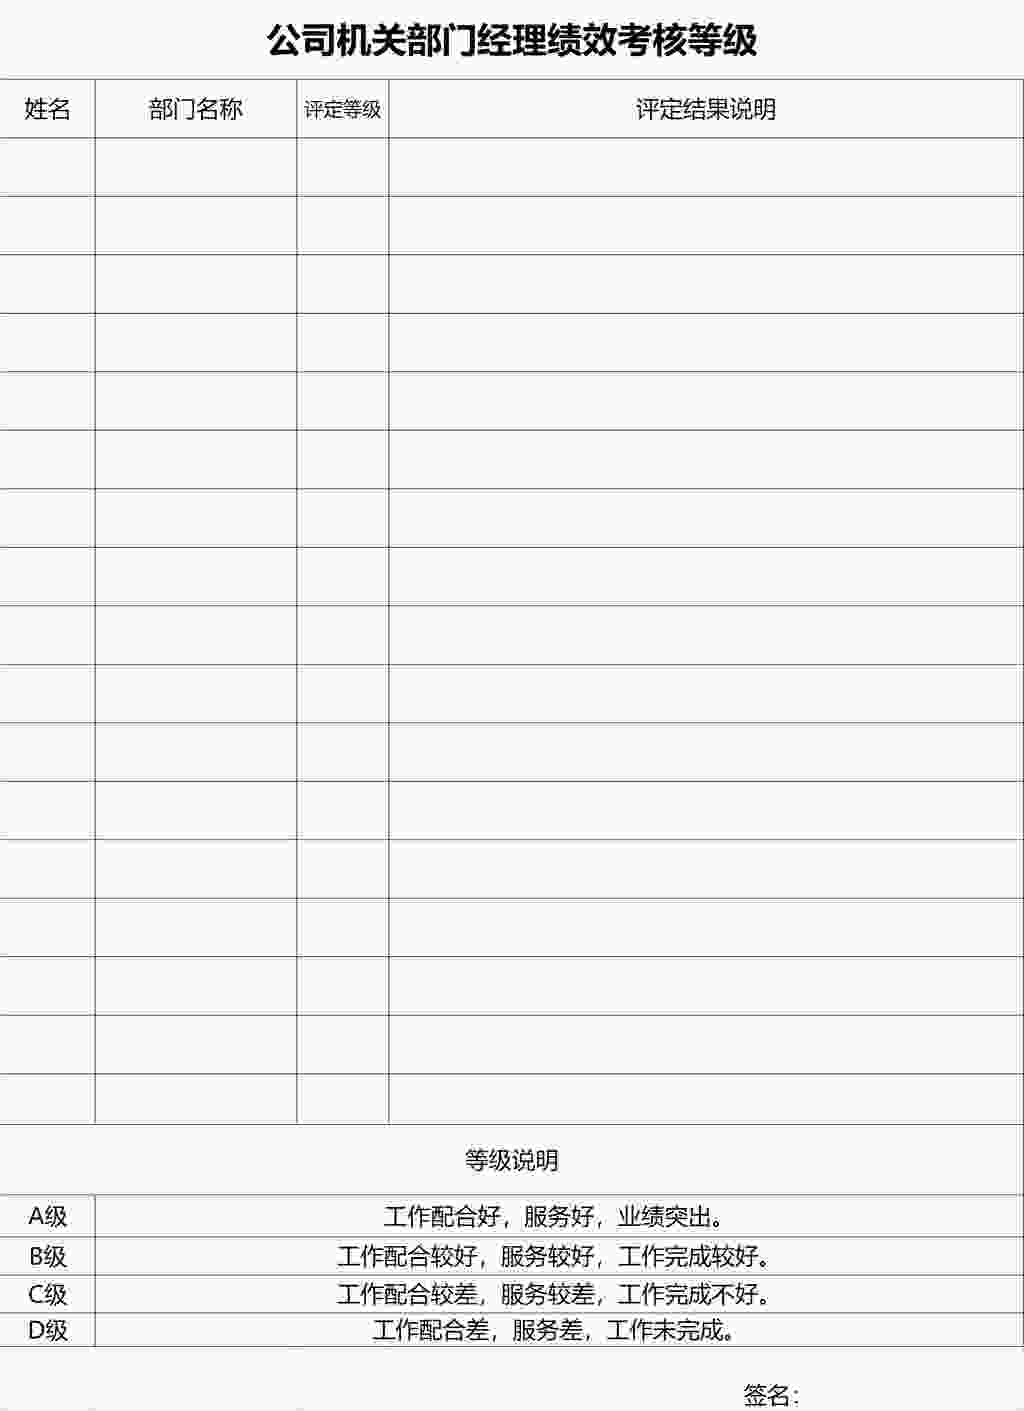 公司机关部门经理绩效考核等级
姓名 部门名称 评定等级 评定结果说明
等级说明
A级 工作配合好，服务好，业绩突出。
B级 工作配合较好，服务较好，工作完成较好。
C级 工作配合较差，服务较差，工作完成不好。
D级 工作配合差，服务差，工作未完成。
签名：